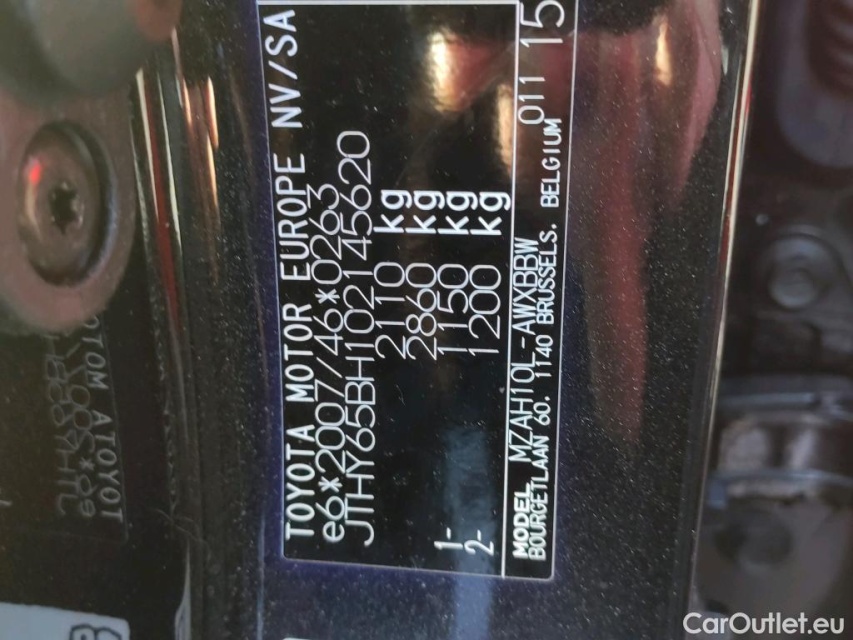 TOYOTA MOTOR EUROPE NV/SA
e6*2007/46*0263
JTHY65BH102145620
2110 kg
2860 kg
1- 1150 kg
2- 1200 kg
MODEL MZAH10L-AWXBBW 011 15
BOURGETLAAN 60. 1140 BRUSSELS. BELGIUM
CarOutlet.eu